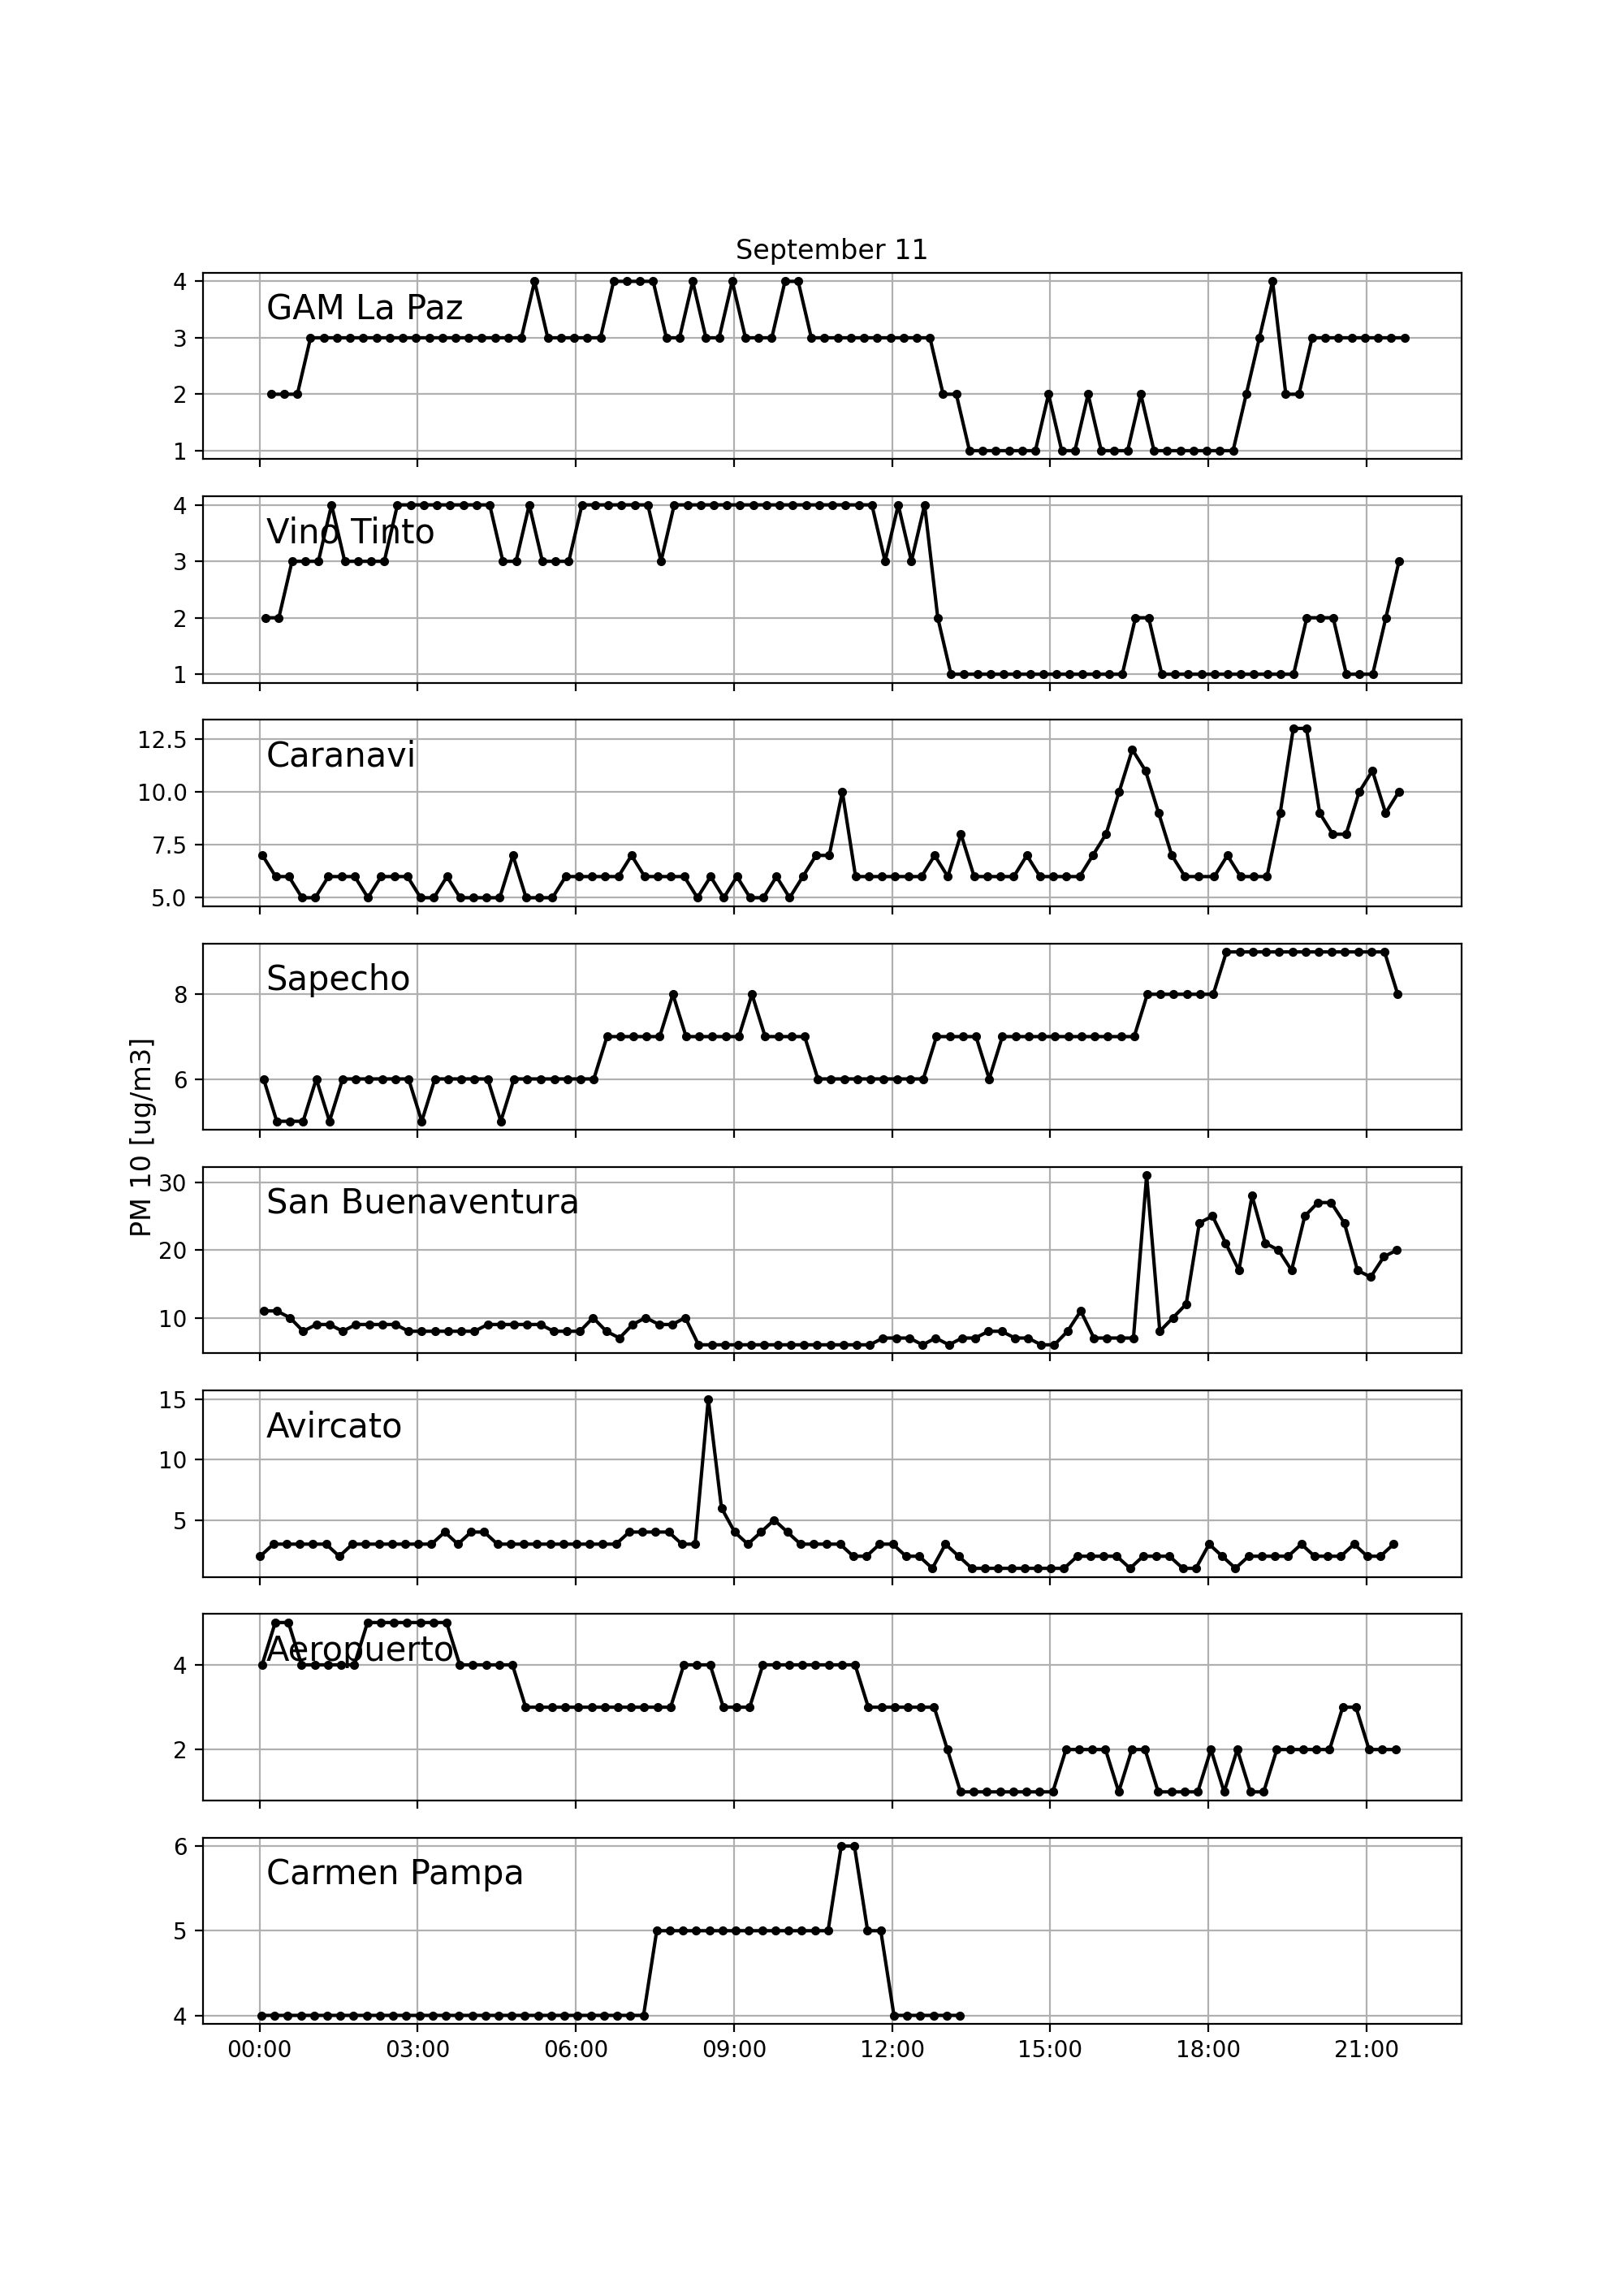 September 11
4
GAM La Paz
3
2
1
4
Vino Tinto
3
2
1
12.5
Caranavi
10.0
7.5
5.0
Sapecho
8
6
PM 10 [ug/m3]
30
San Buenaventura
20
10
15
Avircato
10
5
Aeropuerto
4
2
6
Carmen Pampa
5
4
00:00 03:00 06:00 09:00 12:00 15:00 18:00 21:00